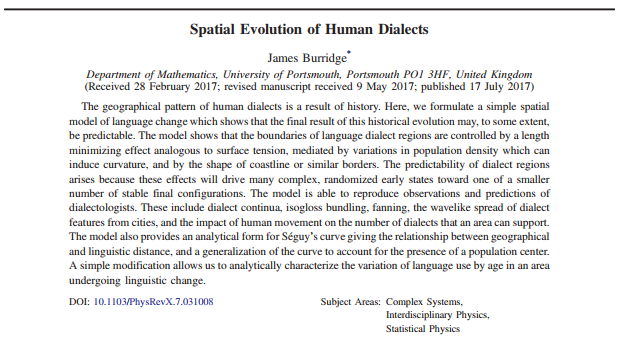 Spatial Evolution of Human Dialects
James Burridge*
Department of Mathematics, University of Portsmouth, Portsmouth PO1 3HF, United Kingdom
(Received 28 February 2017; revised manuscript received 9 May 2017; published 17 July 2017)
The geographical pattern of human dialects is a result of history. Here, we formulate a simple spatial
model of language change which shows that the final result of this historical evolution may, to some extent,
be predictable. The model shows that the boundaries of language dialect regions are controlled by a length
minimizing effect analogous to surface tension, mediated by variations in population density which can
induce curvature, and by the shape of coastline or similar borders. The predictability of dialect regions
arises because these effects will drive many complex, randomized early states toward one of a smaller
number of stable final configurations. The model is able to reproduce observations and predictions of
dialectologists. These include dialect continua, isogloss bundling, fanning, the wavelike spread of dialect
features from cities, and the impact of human movement on the number of dialects that an area can support.
The model also provides an analytical form for Séguy's curve giving the relationship between geographical
and linguistic distance, and a generalization of the curve to account for the presence of a population center.
A simple modification allows us to analytically characterize the variation of language use by age in an area
undergoing linguistic change.
DOI: 10.1103/PhysRevX.7.031008
Subject Areas: Complex Systems,
Interdisciplinary Physics,
Statistical Physics